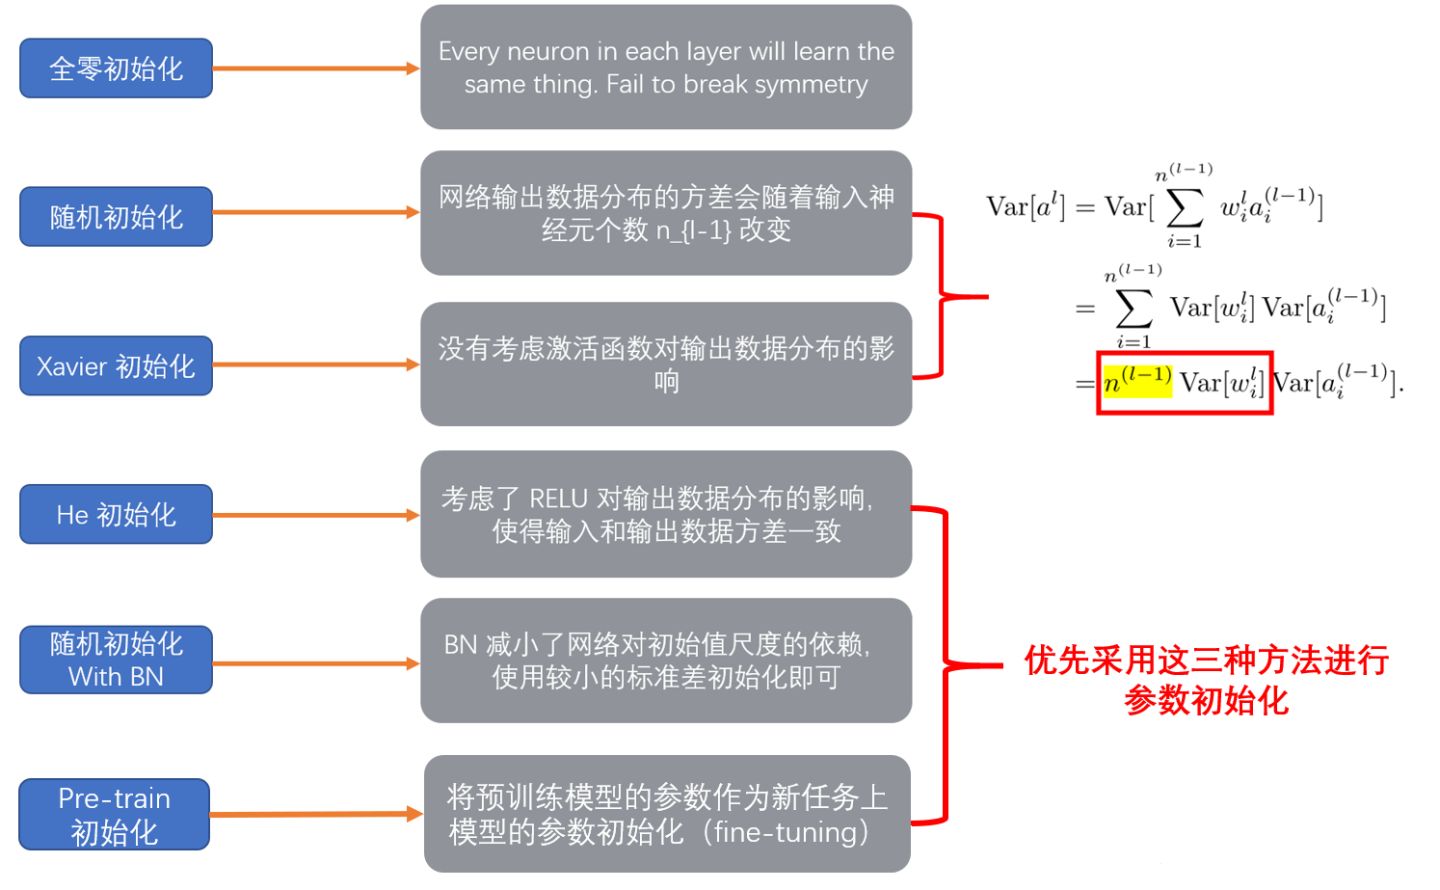 全零初始化
Every neuron in each layer will learn the
same thing. Fail to break symmetry
随机初始化
网络输出数据分布的方差会随着输入神
经元个数 n_{l-1} 改变
Xavier 初始化
没有考虑激活函数对输出数据分布的影
响
Var[a^l] = Var[∑_{i=1}^{n^{(l−1)}} w_i^l a_i^{(l−1)}]
= ∑_{i=1}^{n^{(l−1)}} Var[w_i^l] Var[a_i^{(l−1)}]
= n^{(l−1)} Var[w_i^l] Var[a_i^{(l−1)}].
He 初始化
考虑了 RELU 对输出数据分布的影响,
使得输入和输出数据方差一致
随机初始化
With BN
BN 减小了网络对初始值尺度的依赖,
使用较小的标准差初始化即可
Pre-train
初始化
将预训练模型的参数作为新任务上
模型的参数初始化（fine-tuning）
优先采用这三种方法进行
参数初始化